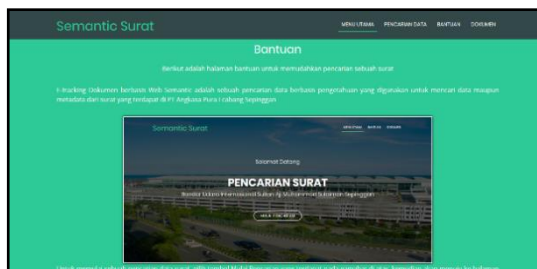 Semantic Surat
MENU UTAMA PENCARIAN DATA BANTUAN DOKUMEN
Bantuan
Berikut adalah halaman bantuan untuk memudahkan pencarian sebuah surat
E-tracking Dokumen berbasis Web Semantic adalah sebuah pencarian data berbasis pengetahuan yang digunakan untuk mencari data maupun
metadata dari surat yang terdapat di PT Angkasa Pura I cabang Sepinggan
Semantic Surat
BANTUAN
Selamat Datang
PENCARIAN SURAT
Bandar Udara Internasional Sultan Aji Muhammad Sulaiman Sepinggan